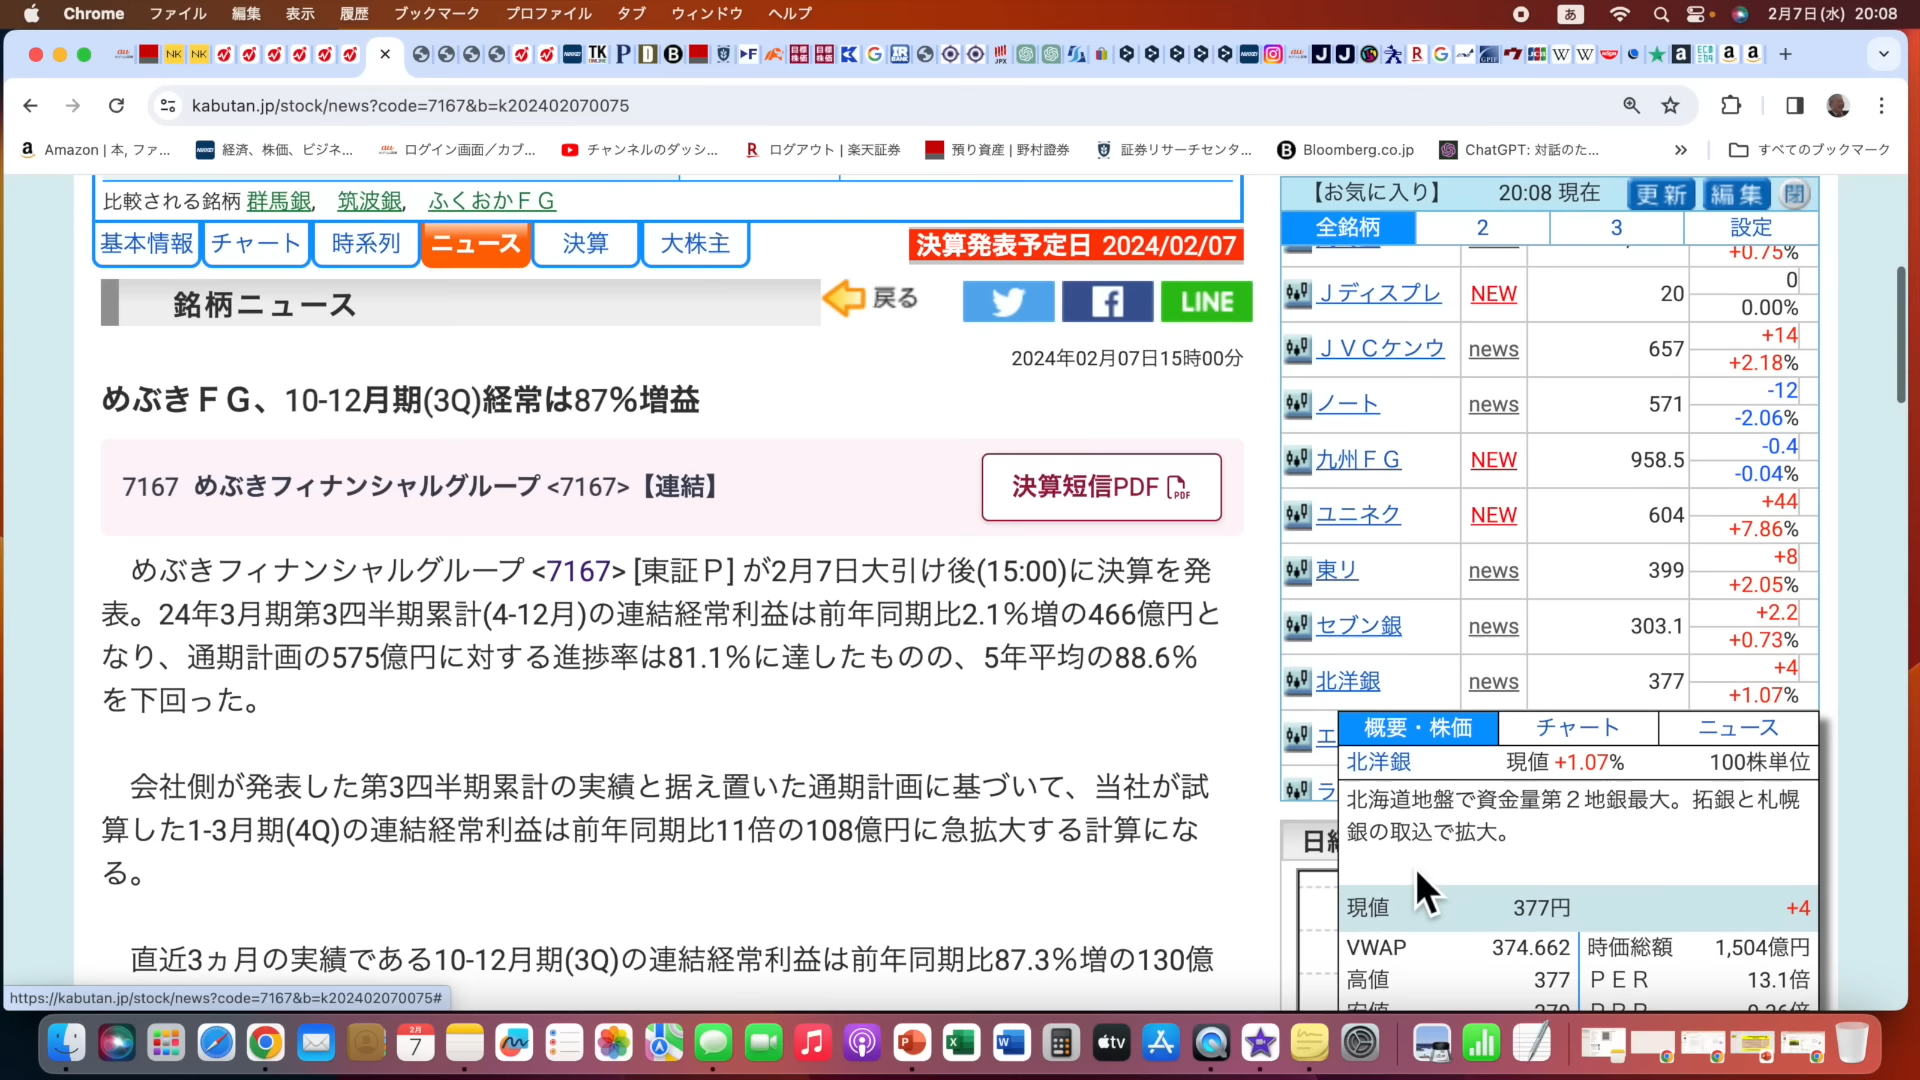 Chrome ファイル 編集 表示 履歴 ブックマーク プロファイル タブ ウィンドウ ヘルプ あ 2月7日(水) 20:08
kabutan.jp/stock/news?code=7167&b=k202402070075
Amazon | 本, ファ... 経済、株価、ビジネ... ログイン画面／カブ... チャンネルのダッシ... ログアウト | 楽天証券 預り資産 | 野村證券 証券リサーチセンタ... Bloomberg.co.jp ChatGPT: 対話のた... » すべてのブックマーク
比較される銘柄 群馬銀, 筑波銀, ふくおかＦＧ
基本情報 チャート 時系列 ニュース 決算 大株主
決算発表予定日 2024/02/07
銘柄ニュース
戻る
LINE
2024年02月07日15時00分
めぶきＦＧ、10-12月期(3Q)経常は87％増益
7167 めぶきフィナンシャルグループ <7167>【連結】
決算短信PDF
めぶきフィナンシャルグループ <7167> [東証Ｐ] が2月7日大引け後(15:00)に決算を発
表。24年3月期第3四半期累計(4-12月)の連結経常利益は前年同期比2.1％増の466億円と
なり、通期計画の575億円に対する進捗率は81.1％に達したものの、5年平均の88.6％
を下回った。
会社側が発表した第3四半期累計の実績と据え置いた通期計画に基づいて、当社が試
算した1-3月期(4Q)の連結経常利益は前年同期比11倍の108億円に急拡大する計算にな
る。
直近3ヵ月の実績である10-12月期(3Q)の連結経常利益は前年同期比87.3％増の130億
https://kabutan.jp/stock/news?code=7167&b=k202402070075#
【お気に入り】 20:08 現在 更新 編集 閉
全銘柄 2 3 設定
+0.75%
Ｊディスプレ NEW 20 0
0.00%
ＪＶＣケンウ news 657 +14
+2.18%
ノート news 571 -12
-2.06%
九州ＦＧ NEW 958.5 -0.4
-0.04%
ユニネク NEW 604 +44
+7.86%
東リ news 399 +8
+2.05%
セブン銀 news 303.1 +2.2
+0.73%
北洋銀 news 377 +4
+1.07%
エ
ラ
概要・株価 チャート ニュース
北洋銀 現値 +1.07% 100株単位
北海道地盤で資金量第２地銀最大。拓銀と札幌
銀の取込で拡大。
現値 377円 +4
VWAP 374.662 時価総額 1,504億円
高値 377 ＰＥＲ 13.1倍